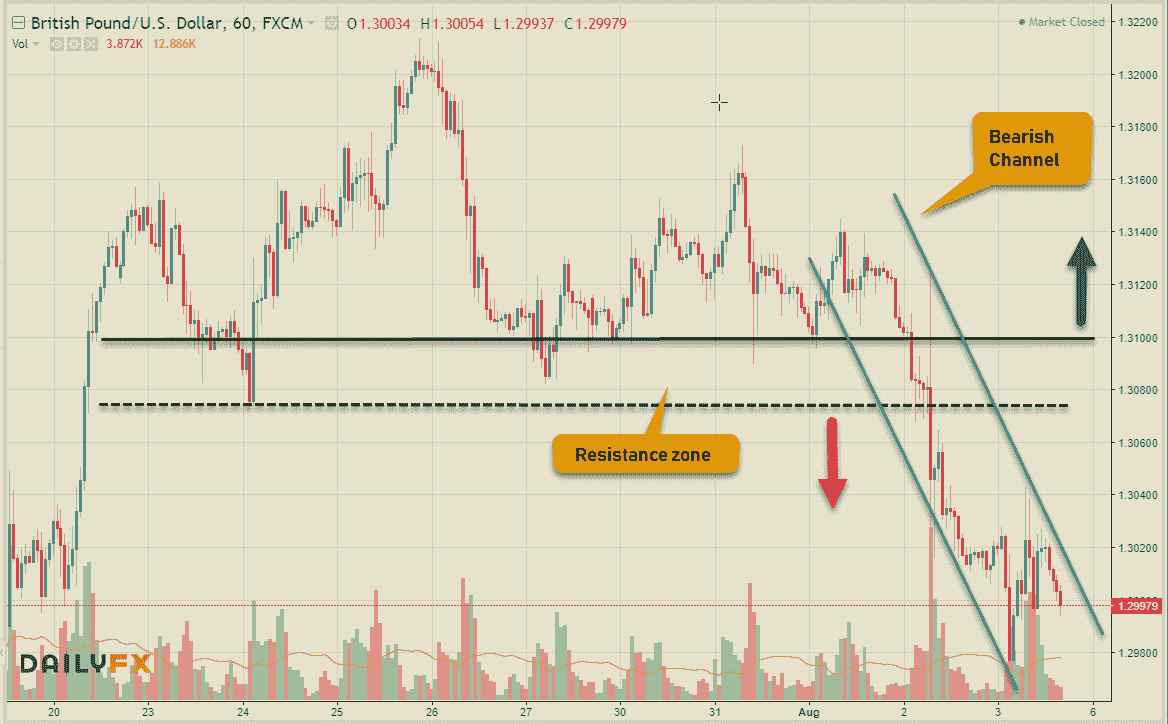 British Pound/U.S. Dollar, 60, FXCM O1.30034 H1.30054 L1.29937 C1.29979
Market Closed
Vol 3.872K 12.886K
1.32200
1.32000
1.31800
Bearish
Channel
1.31600
1.31400
1.31200
1.31000
1.30800
1.30600
Resistance zone
1.30400
1.30200
1.29979
1.29800
DAILYFX
20 23 24 25 26 27 30 31 Aug 2 3 6